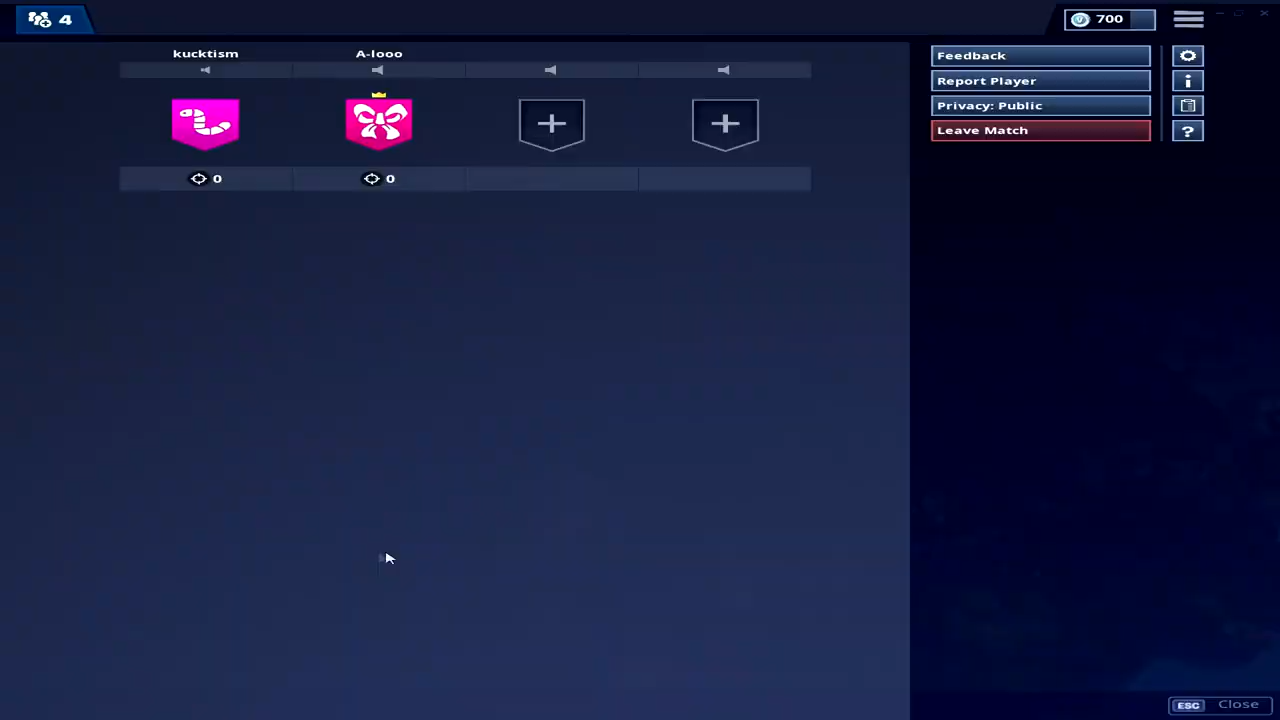 4
700
kucktism
A-looo
0
0
Feedback
Report Player
Privacy: Public
Leave Match
i
?
ESC Close